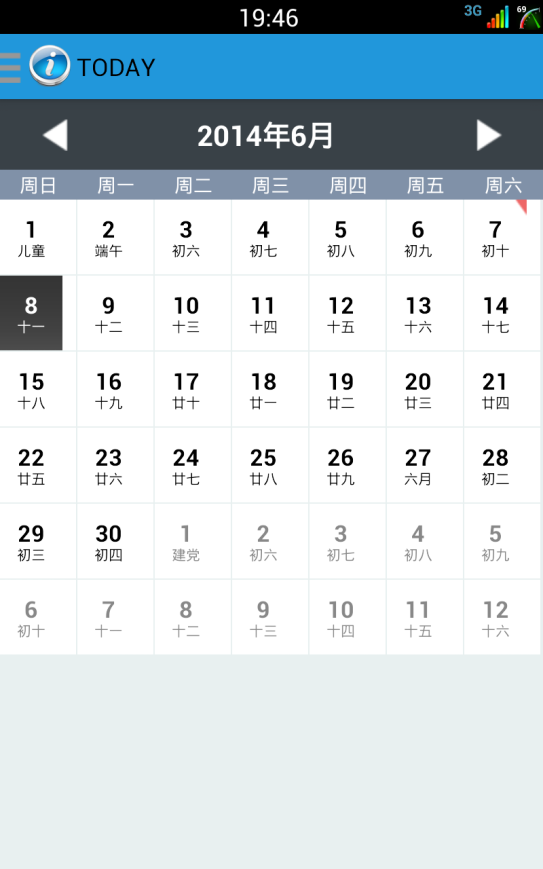 19:46
3G 69
TODAY
2014年6月
周日 周一 周二 周三 周四 周五 周六
1 2 3 4 5 6 7
儿童 端午 初六 初七 初八 初九 初十
8 9 10 11 12 13 14
十一 十二 十三 十四 十五 十六 十七
15 16 17 18 19 20 21
十八 十九 廿十 廿一 廿二 廿三 廿四
22 23 24 25 26 27 28
廿五 廿六 廿七 廿八 廿九 六月 初二
29 30 1 2 3 4 5
初三 初四 建党 初六 初七 初八 初九
6 7 8 9 10 11 12
初十 十一 十二 十三 十四 十五 十六